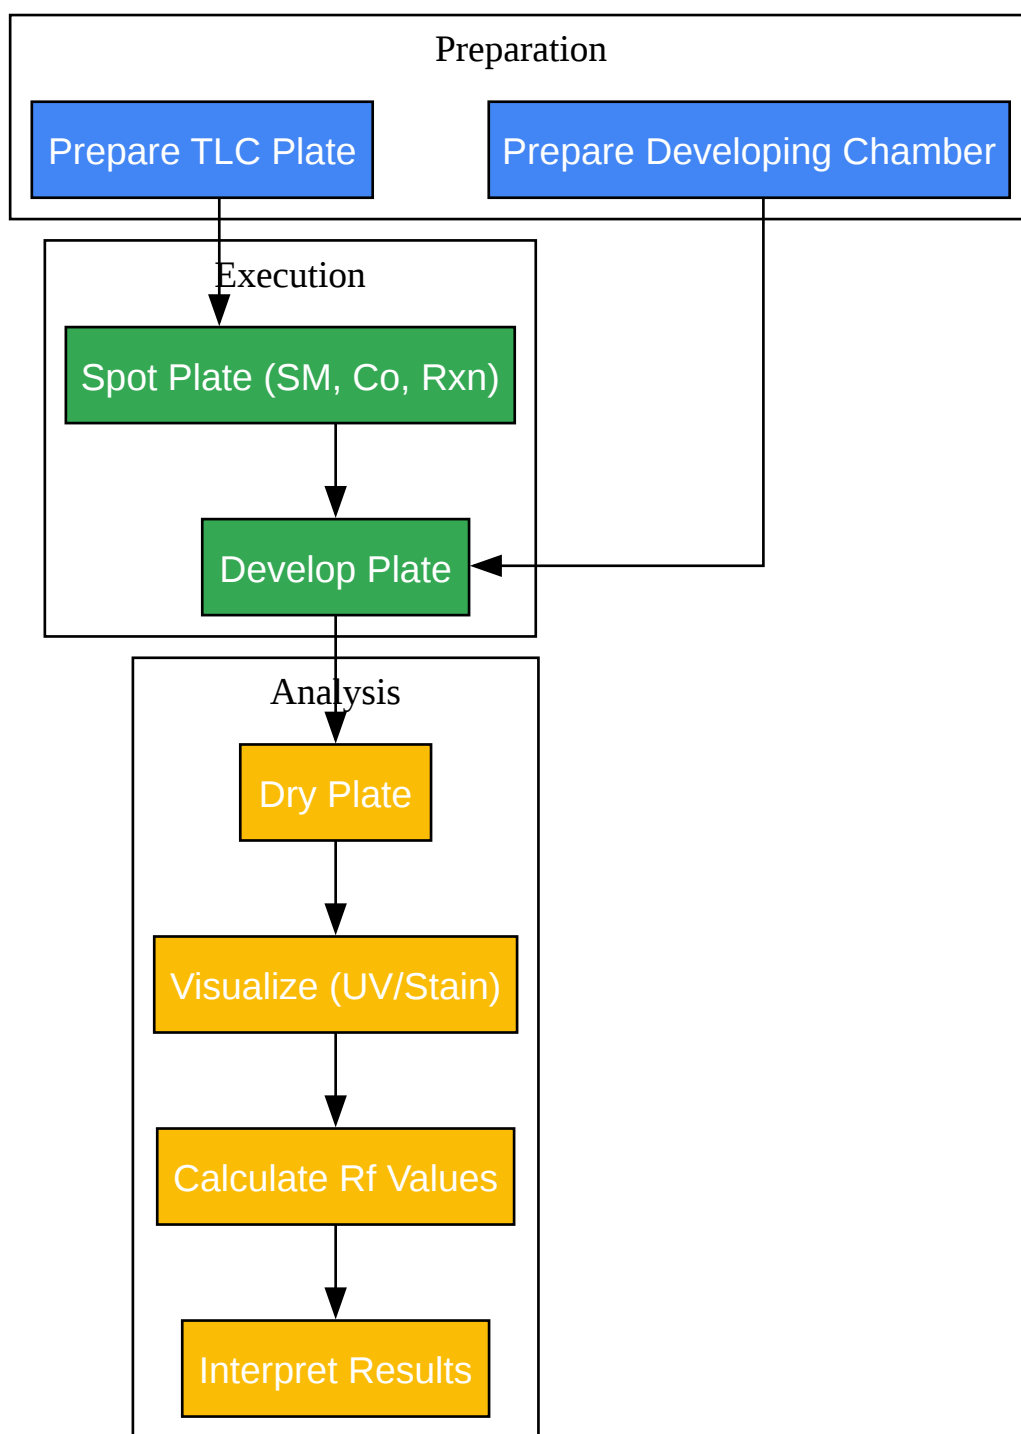 Preparation
Prepare TLC Plate
Prepare Developing Chamber
Execution
Spot Plate (SM, Co, Rxn)
Develop Plate
Analysis
Dry Plate
Visualize (UV/Stain)
Calculate Rf Values
Interpret Results